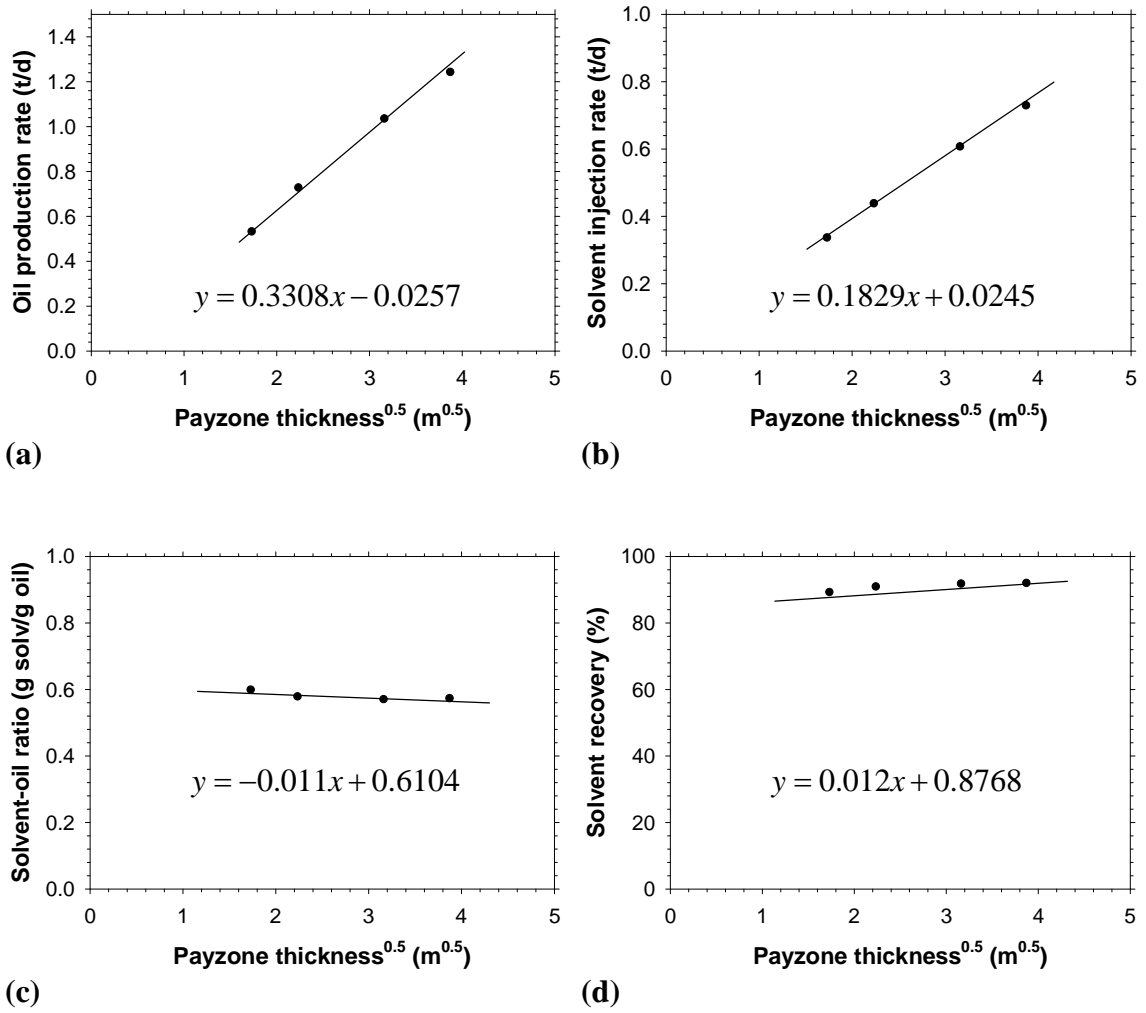 Oil production rate (t/d)
1.4
1.2
1.0
0.8
0.6
0.4
0.2
0.0
y = 0.3308x − 0.0257
0 1 2 3 4 5
Payzone thickness^0.5 (m^0.5)
(a)
Solvent injection rate (t/d)
1.0
0.8
0.6
0.4
0.2
0.0
y = 0.1829x + 0.0245
0 1 2 3 4 5
Payzone thickness^0.5 (m^0.5)
(b)
Solvent-oil ratio (g solv/g oil)
1.0
0.8
0.6
0.4
0.2
0.0
y = −0.011x + 0.6104
0 1 2 3 4 5
Payzone thickness^0.5 (m^0.5)
(c)
Solvent recovery (%)
100
80
60
40
20
0
y = 0.012x + 0.8768
0 1 2 3 4 5
Payzone thickness^0.5 (m^0.5)
(d)